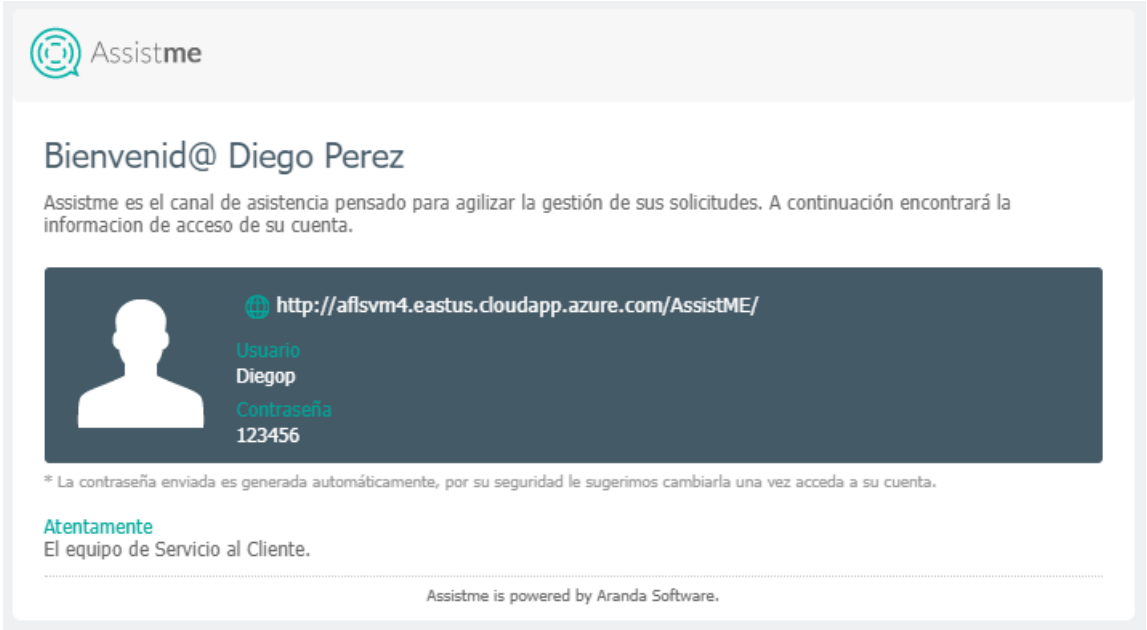 Assistme
Bienvenid@ Diego Perez
Assistme es el canal de asistencia pensado para agilizar la gestión de sus solicitudes. A continuación encontrará la
informacion de acceso de su cuenta.
http://aflsvm4.eastus.cloudapp.azure.com/AssistME/
Usuario
Diegop
Contraseña
123456
* La contraseña enviada es generada automáticamente, por su seguridad le sugerimos cambiarla una vez acceda a su cuenta.
Atentamente
El equipo de Servicio al Cliente.
Assistme is powered by Aranda Software.